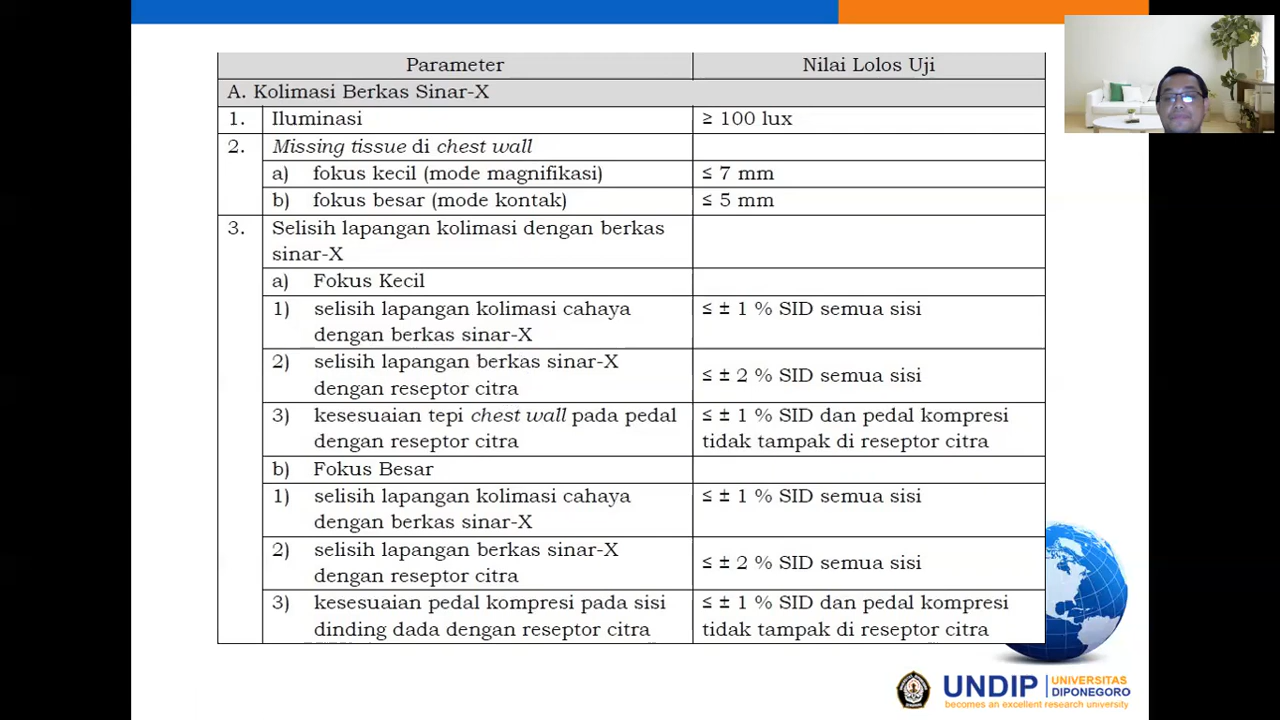 Parameter Nilai Lolos Uji
A. Kolimasi Berkas Sinar-X
1. Iluminasi ≥ 100 lux
2. Missing tissue di chest wall
a) fokus kecil (mode magnifikasi) ≤ 7 mm
b) fokus besar (mode kontak) ≤ 5 mm
3. Selisih lapangan kolimasi dengan berkas
sinar-X
a) Fokus Kecil
1) selisih lapangan kolimasi cahaya ≤ ± 1 % SID semua sisi
dengan berkas sinar-X
2) selisih lapangan berkas sinar-X
dengan reseptor citra
≤ ± 2 % SID semua sisi
3) kesesuaian tepi chest wall pada pedal
dengan reseptor citra
≤ ± 1 % SID dan pedal kompresi
tidak tampak di reseptor citra
b) Fokus Besar
1) selisih lapangan kolimasi cahaya ≤ ± 1 % SID semua sisi
dengan berkas sinar-X
2) selisih lapangan berkas sinar-X
dengan reseptor citra
≤ ± 2 % SID semua sisi
3) kesesuaian pedal kompresi pada sisi
dinding dada dengan reseptor citra
≤ ± 1 % SID dan pedal kompresi
tidak tampak di reseptor citra
UNDIP UNIVERSITAS
DIPONEGORO
becomes an excellent research university